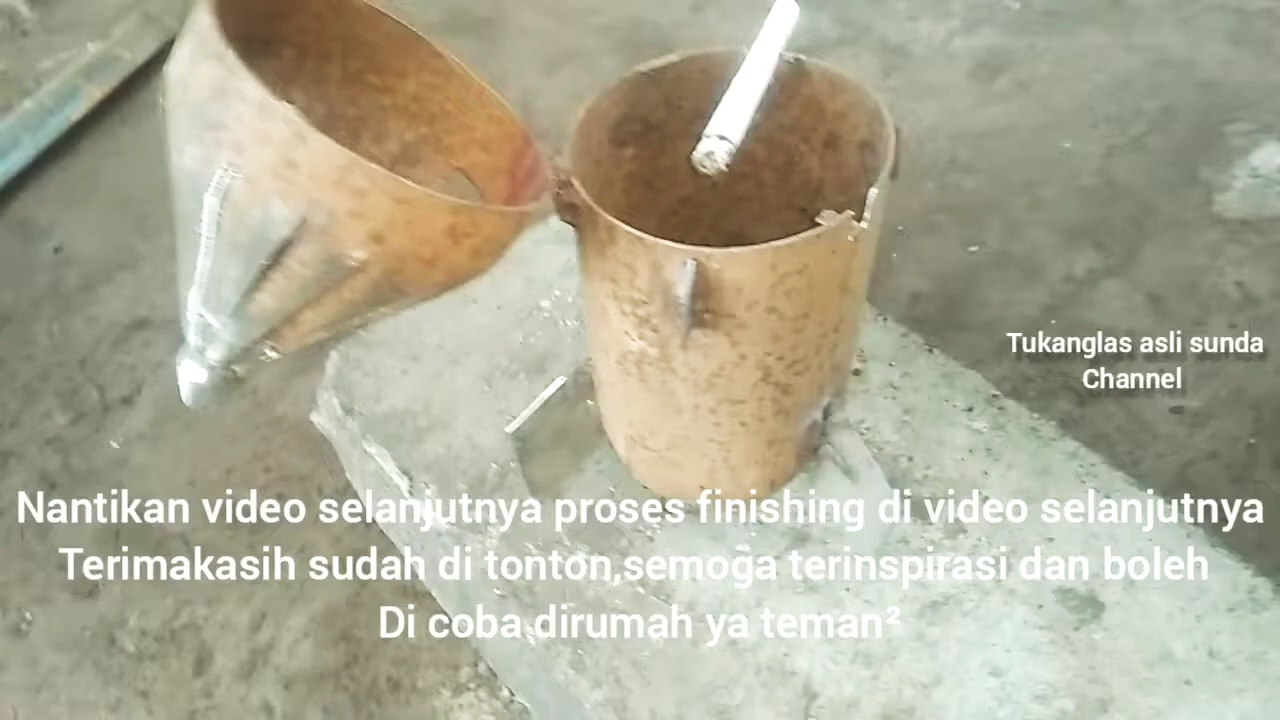 Tukanglas asli sunda
Channel
Nantikan video selanjutnya proses finishing di video selanjutnya
Terimakasih sudah di tonton,semoga terinspirasi dan boleh
Di coba dirumah ya teman²